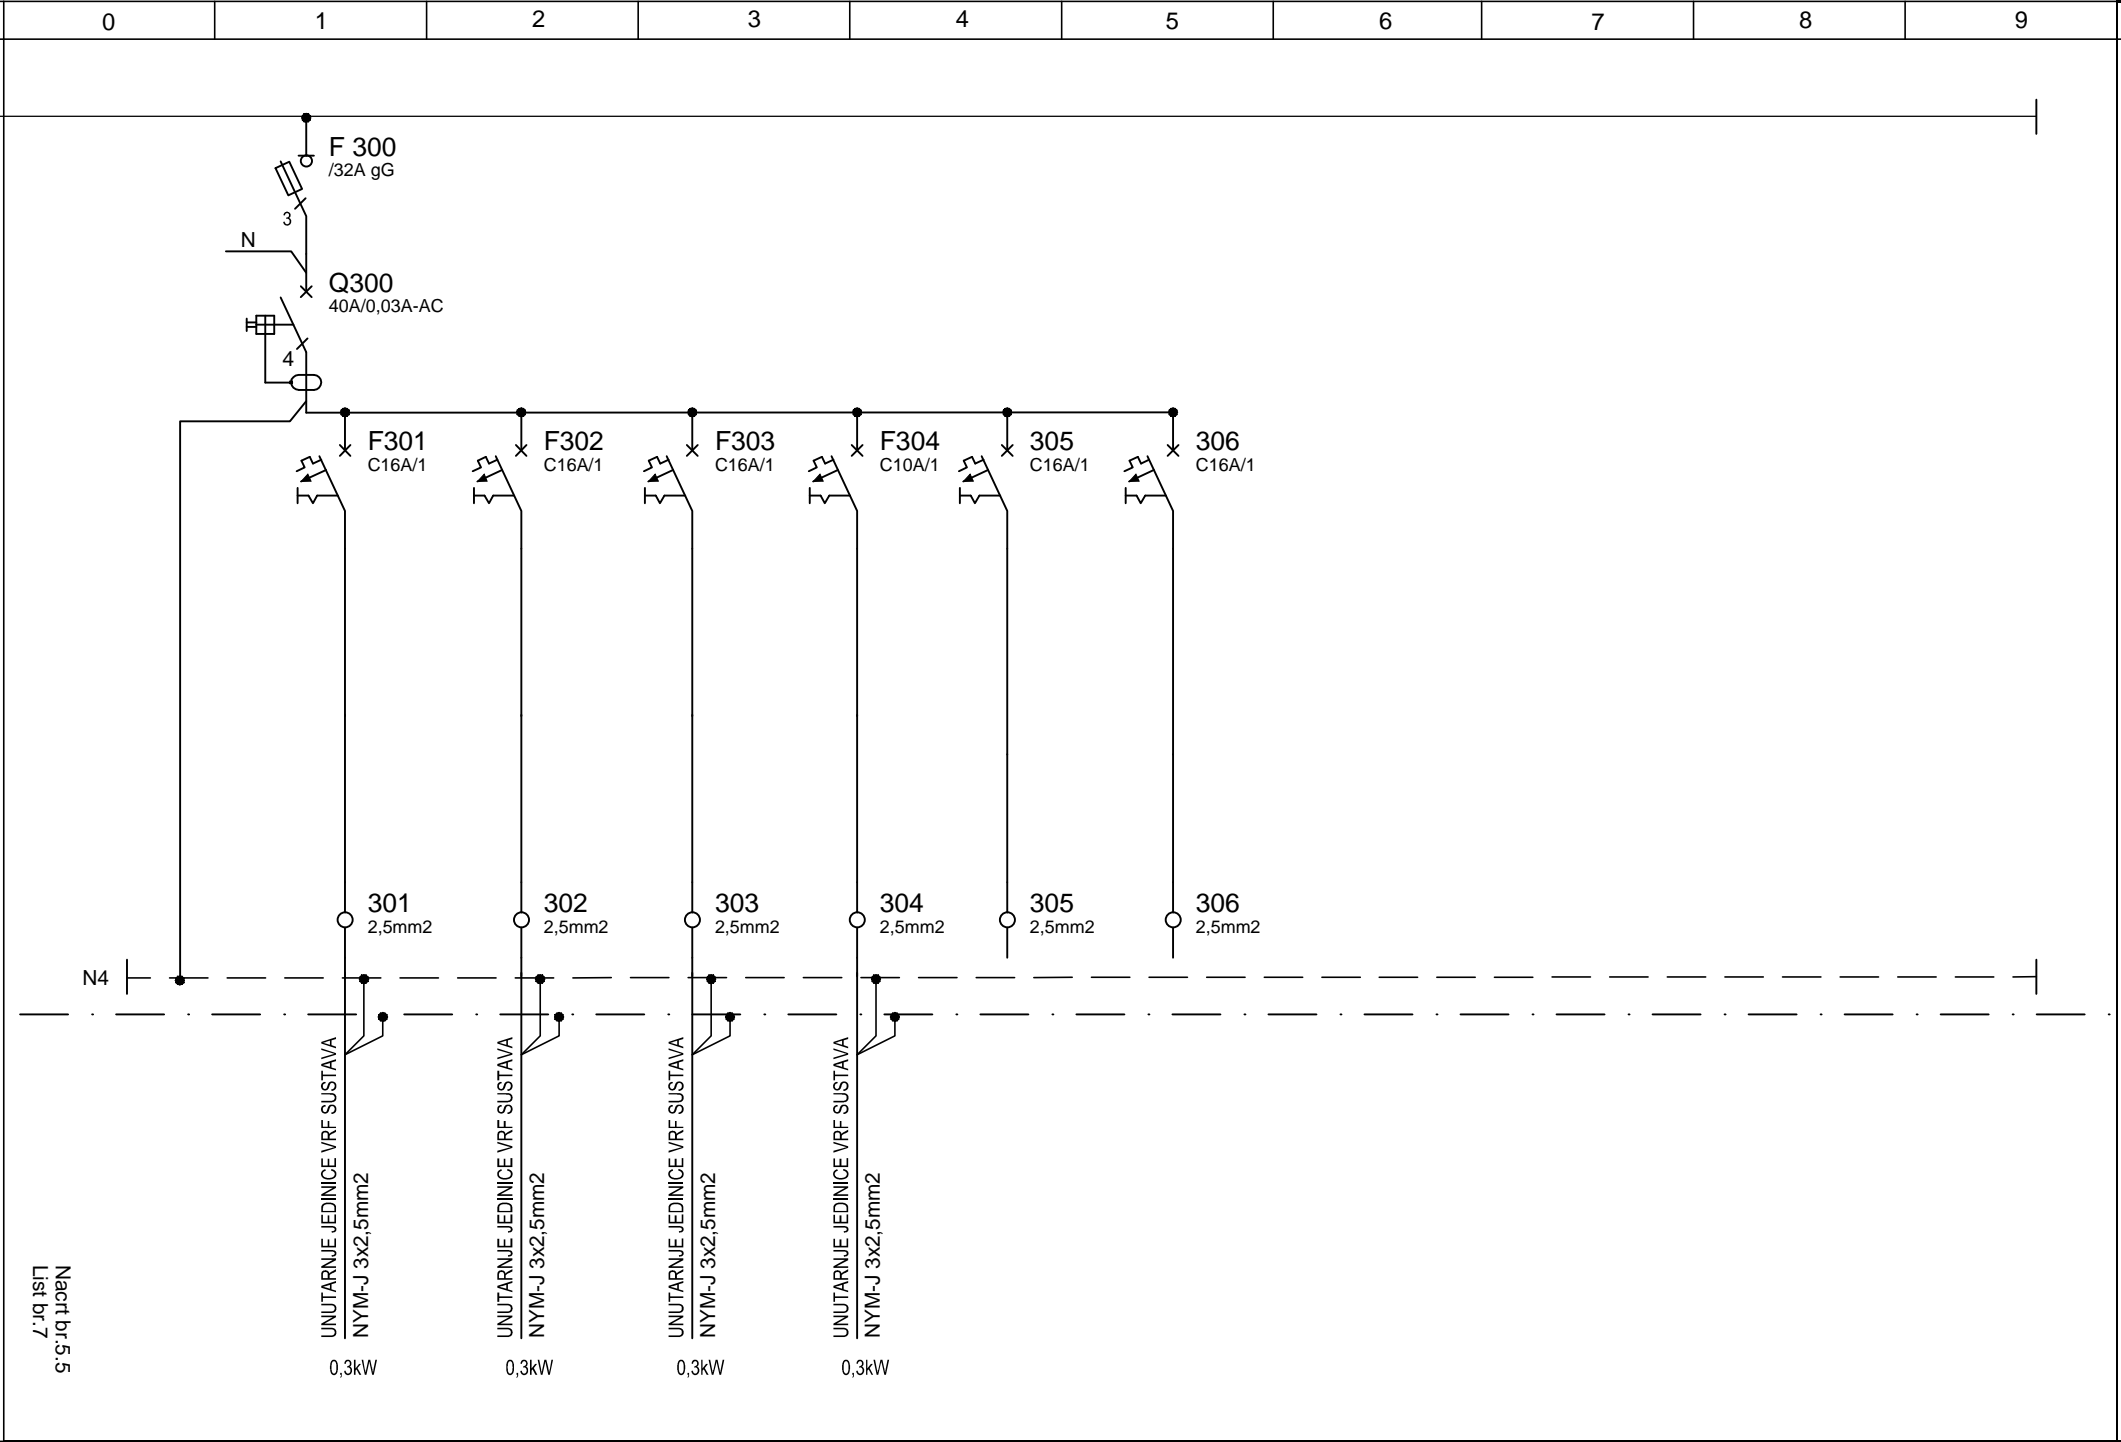 0 1 2 3 4 5 6 7 8 9
F 300
/32A gG
3
N
Q300
40A/0,03A-AC
4
F301 F302 F303 F304 305 306
C16A/1 C16A/1 C16A/1 C10A/1 C16A/1 C16A/1
301 302 303 304 305 306
2,5mm2 2,5mm2 2,5mm2 2,5mm2 2,5mm2 2,5mm2
N4
UNUTARNJE JEDINICE VRF SUSTAVA
NYM-J 3x2,5mm2
UNUTARNJE JEDINICE VRF SUSTAVA
NYM-J 3x2,5mm2
UNUTARNJE JEDINICE VRF SUSTAVA
NYM-J 3x2,5mm2
UNUTARNJE JEDINICE VRF SUSTAVA
NYM-J 3x2,5mm2
0,3kW 0,3kW 0,3kW 0,3kW
Nacrt br.5.5
List br.7